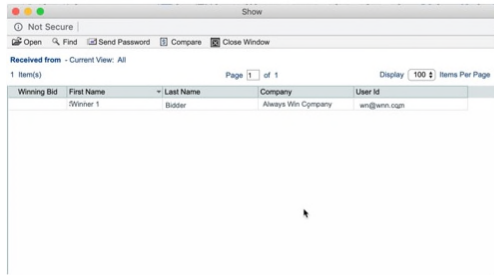 Show
Not Secure
Open Find Send Password Compare Close Window
Received from - Current View: All
1 Item(s) Page 1 of 1 Display 100 Items Per Page
Winning Bid First Name Last Name Company User Id
!Winner 1 Bidder Always Win Company wn@wnn.com